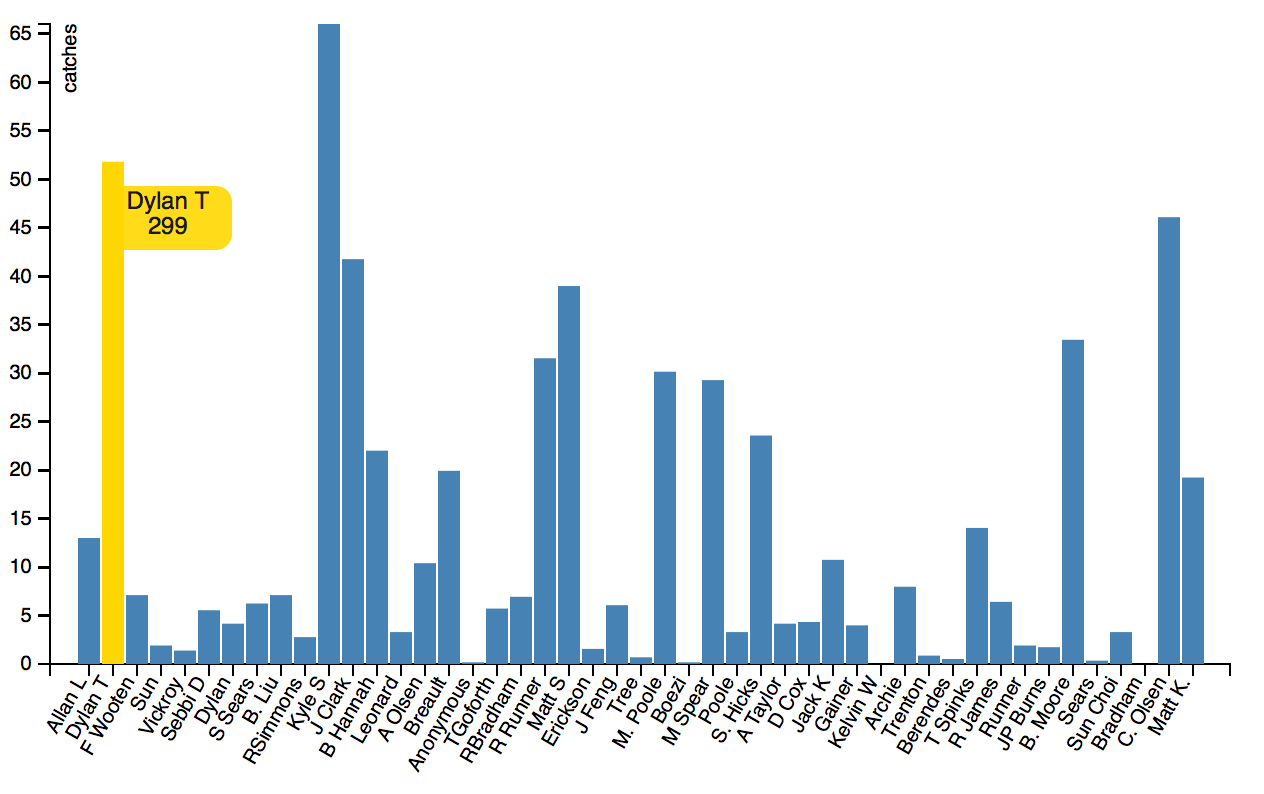 65
60
55
50
45
40
35
30
25
20
15
10
5
0
catches
Dylan T
299
Allan L
Dylan T
F Wooten
Sun
Vickroy
Sebbi D
Dylan
S Sears
B. Liu
RSimmons
Kyle S
J Clark
B Hannah
Leonard
A Olsen
Breault
Anonymous
TGoforth
RBradham
R Runner
Matt S
Erickson
J Feng
Tree
M. Poole
Boezi
M Spear
Poole
S. Hicks
A Taylor
D Cox
Jack K
Gainer
Kelvin W
Archie
Trenton
Berendes
T Spinks
R James
Runner
JP Burns
B. Moore
Sears
Sun Choi
Bradham
C. Olsen
Matt K.